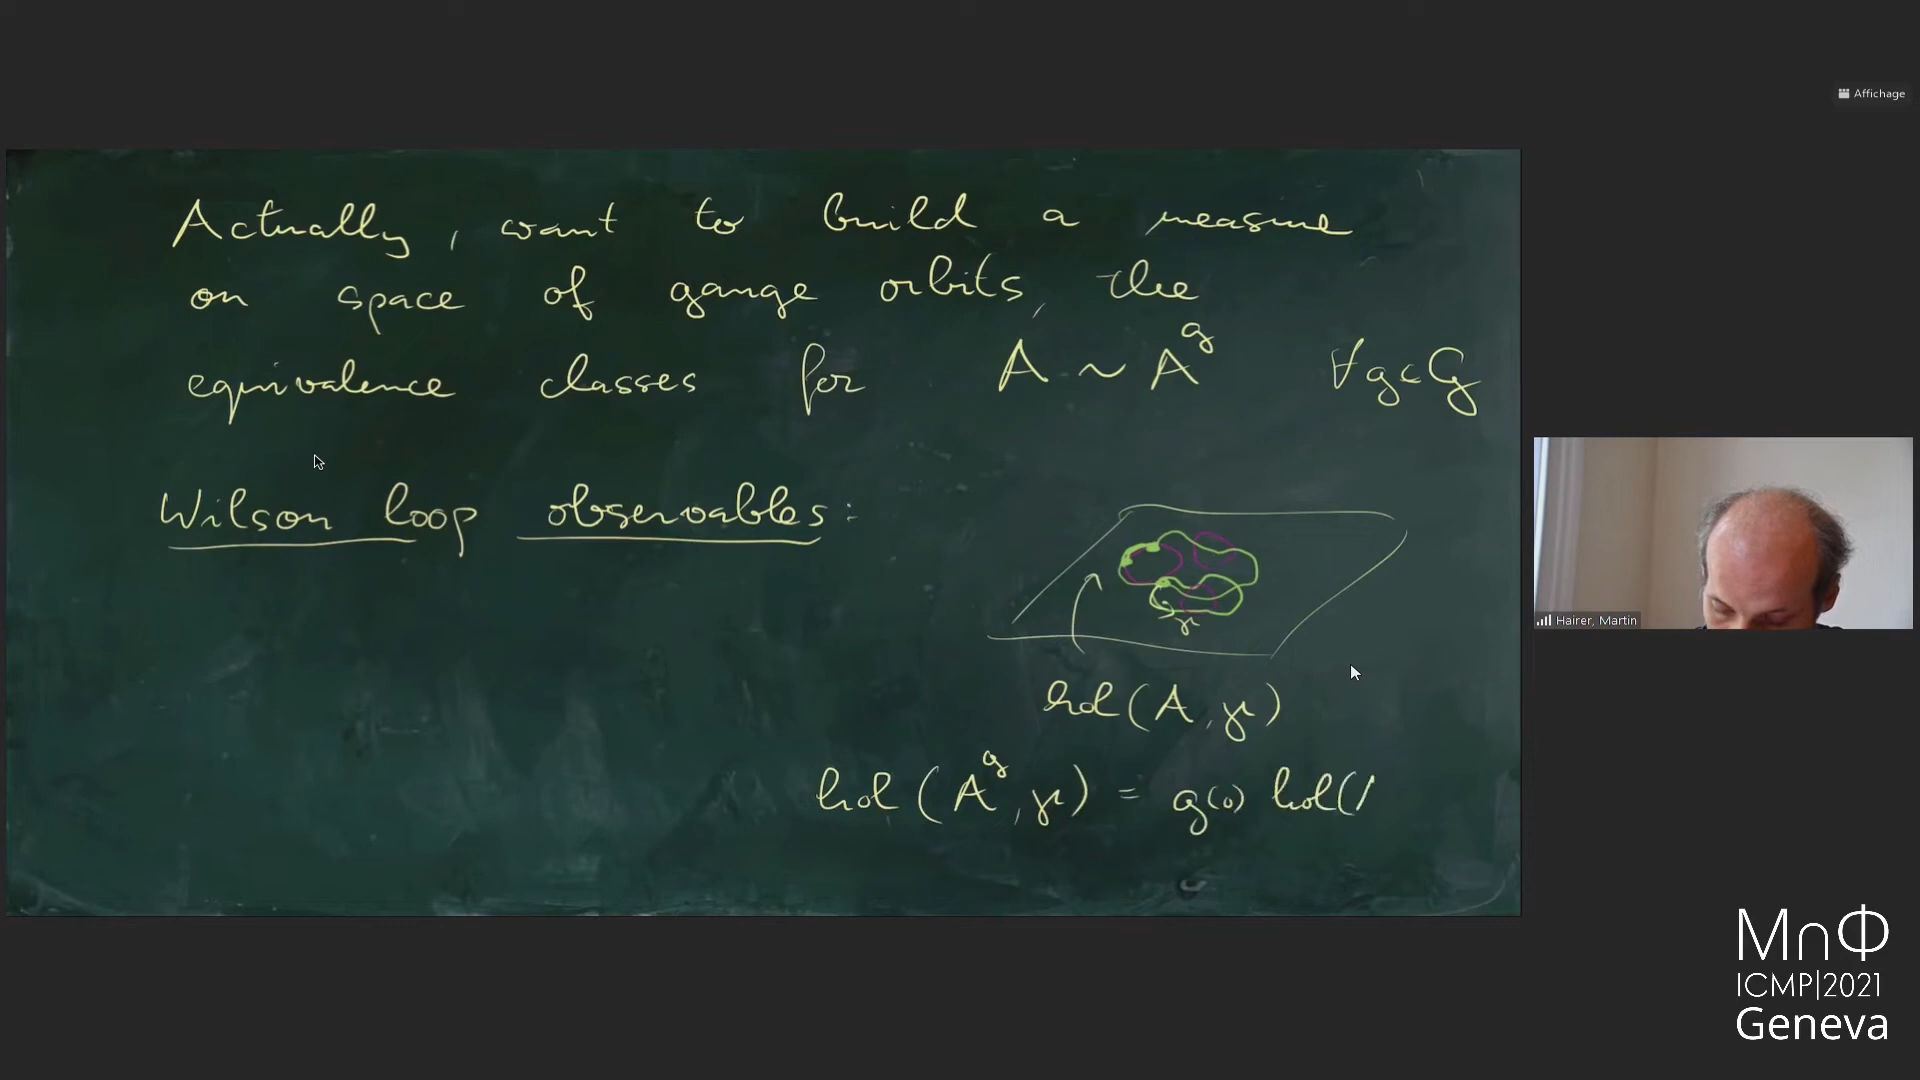 Affichage
Actually, want to build a measure
on space of gauge orbits, the
equivalence classes for A ~ A^g ∀g∈G
Wilson loop observables:
γ
hol(A, γ)
hol(A^g, γ) = g(0) hol(
Hairer, Martin
M∩Φ
ICMP|2021
Geneva